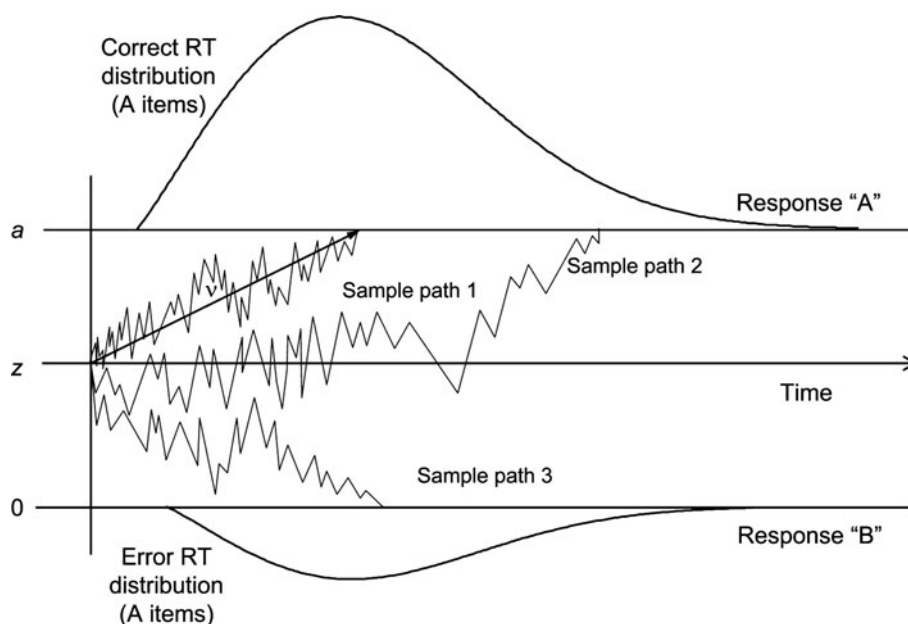 Correct RT
distribution
(A items)
Response “A”
a
Sample path 2
ν
Sample path 1
z
Time
Sample path 3
0
Response “B”
Error RT
distribution
(A items)